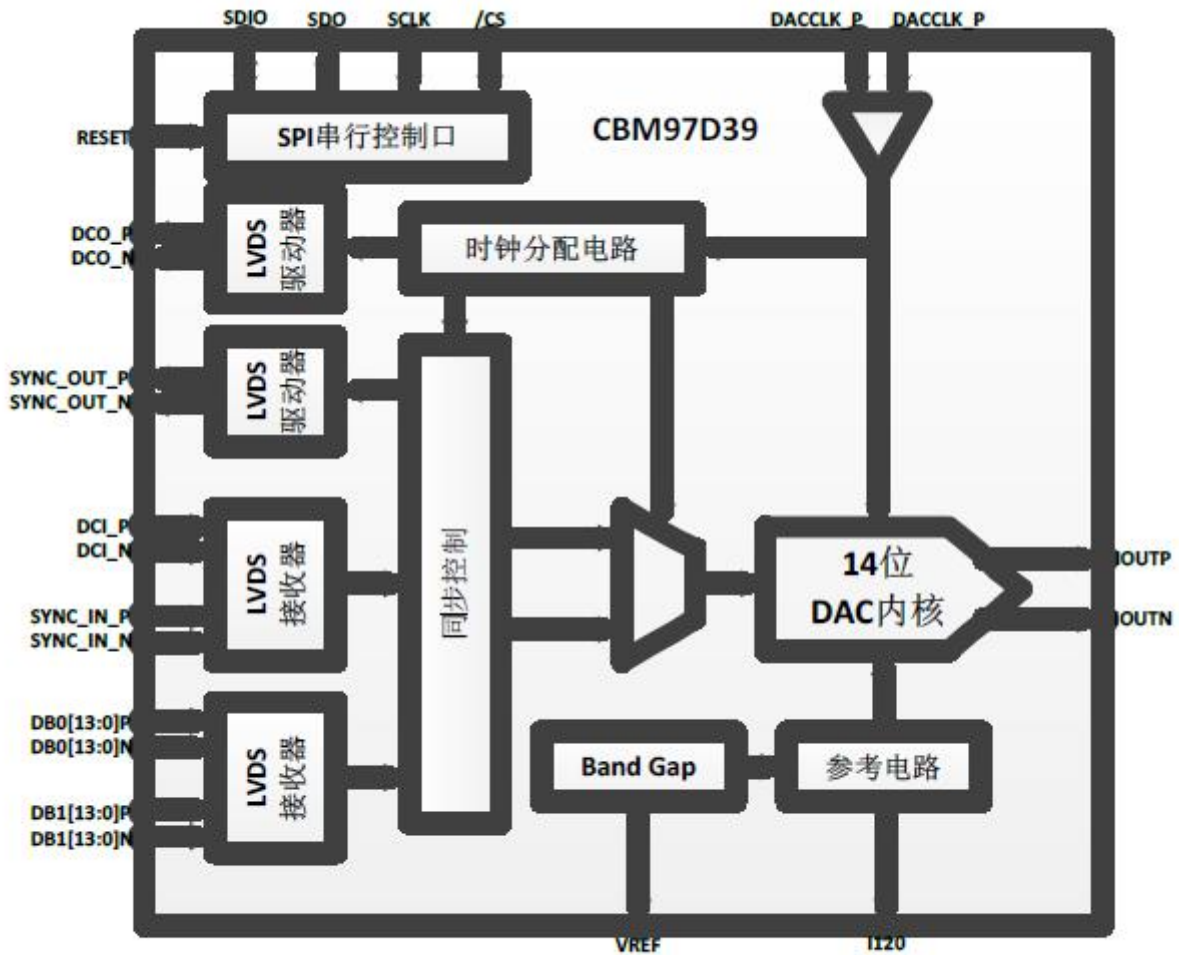 SDIO SDO SCLK /CS DACCLK_P DACCLK_P
RESET
SPI串行控制口
CBM97D39
DCO_P
DCO_N
LVDS
驱动器
时钟分配电路
SYNC_OUT_P
SYNC_OUT_N
LVDS
驱动器
DCI_P
DCI_N
SYNC_IN_P
SYNC_IN_N
LVDS
接收器
同步控制
14位
DAC内核
IOUTP
IOUTN
DB0[13:0]P
DB0[13:0]N
DB1[13:0]P
DB1[13:0]N
LVDS
接收器
Band Gap
参考电路
VREF
I120